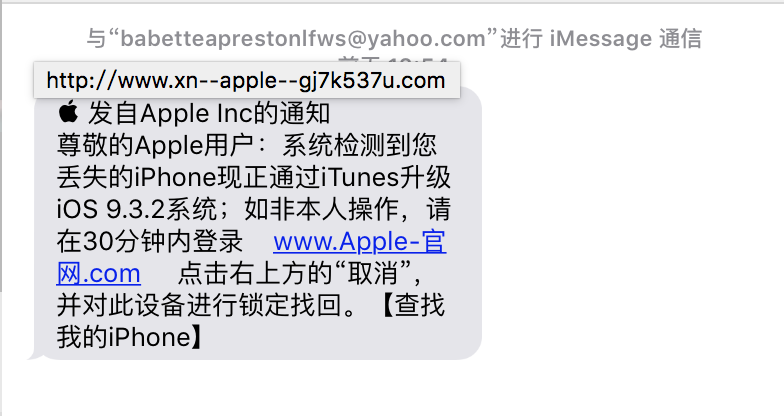 与“babetteaprestonlfws@yahoo.com”进行 iMessage 通信
http://www.xn--apple--gj7k537u.com
发自Apple Inc的通知
尊敬的Apple用户：系统检测到您
丢失的iPhone现正通过iTunes升级
iOS 9.3.2系统；如非本人操作，请
在30分钟内登录 www.Apple-官
网.com 点击右上方的“取消”，
并对此设备进行锁定找回。【查找
我的iPhone】